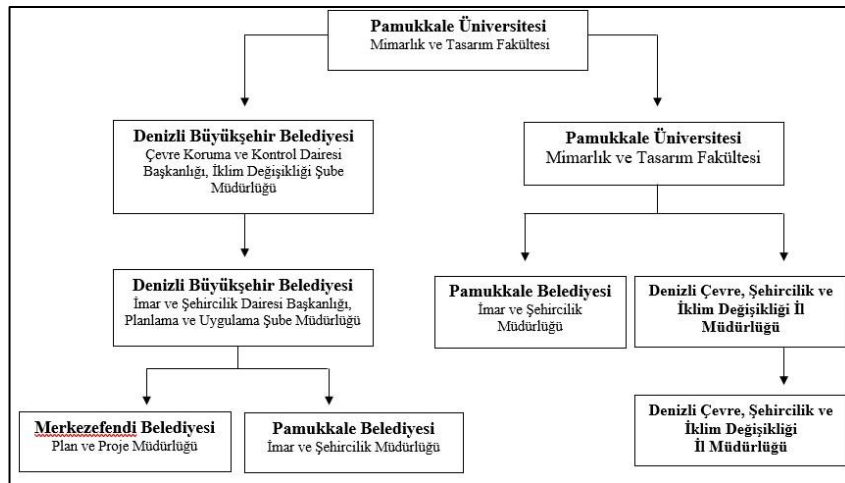 Pamukkale Üniversitesi
Mimarlık ve Tasarım Fakültesi
Denizli Büyükşehir Belediyesi
Çevre Koruma ve Kontrol Dairesi
Başkanlığı, İklim Değişikliği Şube
Müdürlüğü
Pamukkale Üniversitesi
Mimarlık ve Tasarım Fakültesi
Denizli Büyükşehir Belediyesi
İmar ve Şehircilik Dairesi Başkanlığı,
Planlama ve Uygulama Şube Müdürlüğü
Pamukkale Belediyesi
İmar ve Şehircilik
Müdürlüğü
Denizli Çevre, Şehircilik ve
İklim Değişikliği İl
Müdürlüğü
Merkezefendi Belediyesi
Plan ve Proje Müdürlüğü
Pamukkale Belediyesi
İmar ve Şehircilik Müdürlüğü
Denizli Çevre, Şehircilik ve
İklim Değişikliği
İl Müdürlüğü